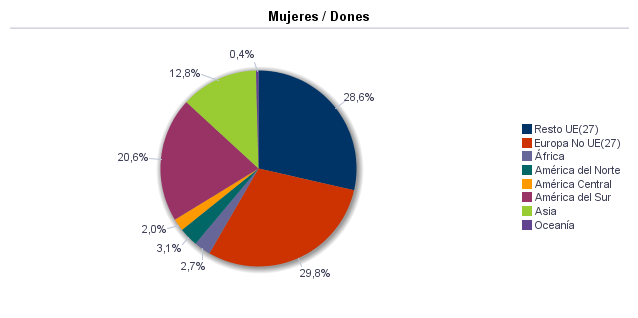 Mujeres / Dones
0,4%
12,8%
28,6%
20,6%
2,0%
3,1%
2,7%
29,8%
Resto UE(27)
Europa No UE(27)
África
América del Norte
América Central
América del Sur
Asia
Oceanía